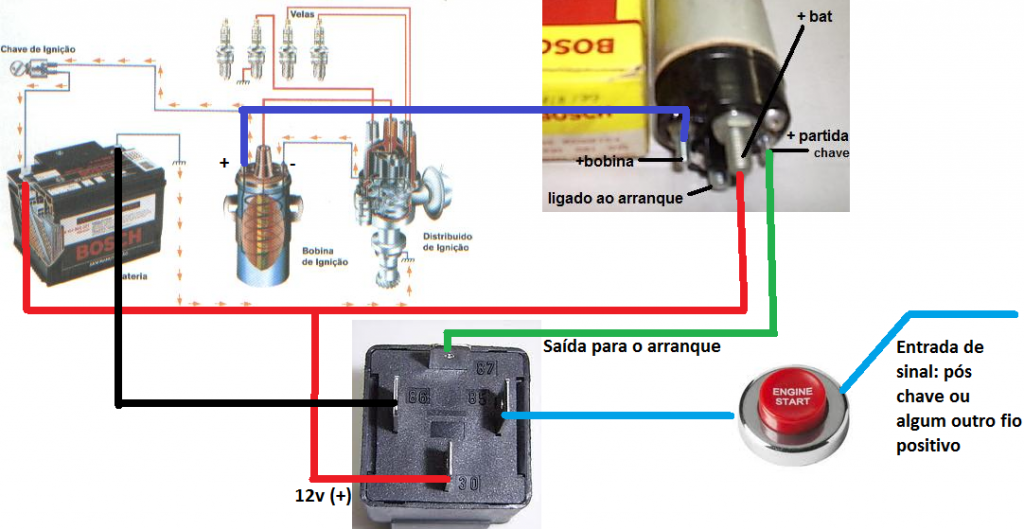 Velas
Chave de Ignição
BOSCH
ateria
+
-
Bobina
de Ignição
Distribuido
de Ignição
BOSCH
BOSCH
+ bat
+ partida
chave
+bobina
ligado ao arranque
Saída para o arranque
87
86
85
30
12v (+)
ENGINE
START
Entrada de
sinal: pós
chave ou
algum outro fio
positivo